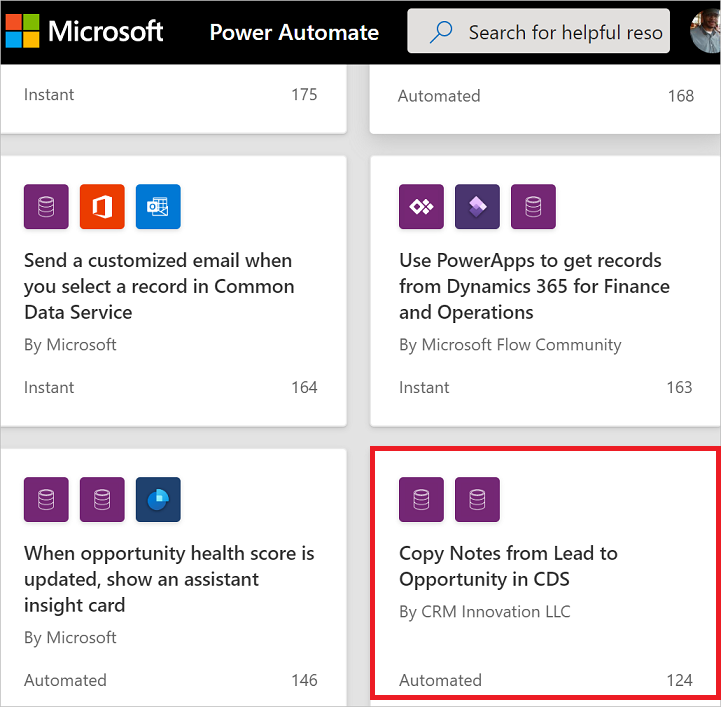 Microsoft
Power Automate
Search for helpful reso
Instant 175
Automated 168
Send a customized email when
you select a record in Common
Data Service
By Microsoft
Instant 164
Use PowerApps to get records
from Dynamics 365 for Finance
and Operations
By Microsoft Flow Community
Instant 163
When opportunity health score is
updated, show an assistant
insight card
By Microsoft
Automated 146
Copy Notes from Lead to
Opportunity in CDS
By CRM Innovation LLC
Automated 124